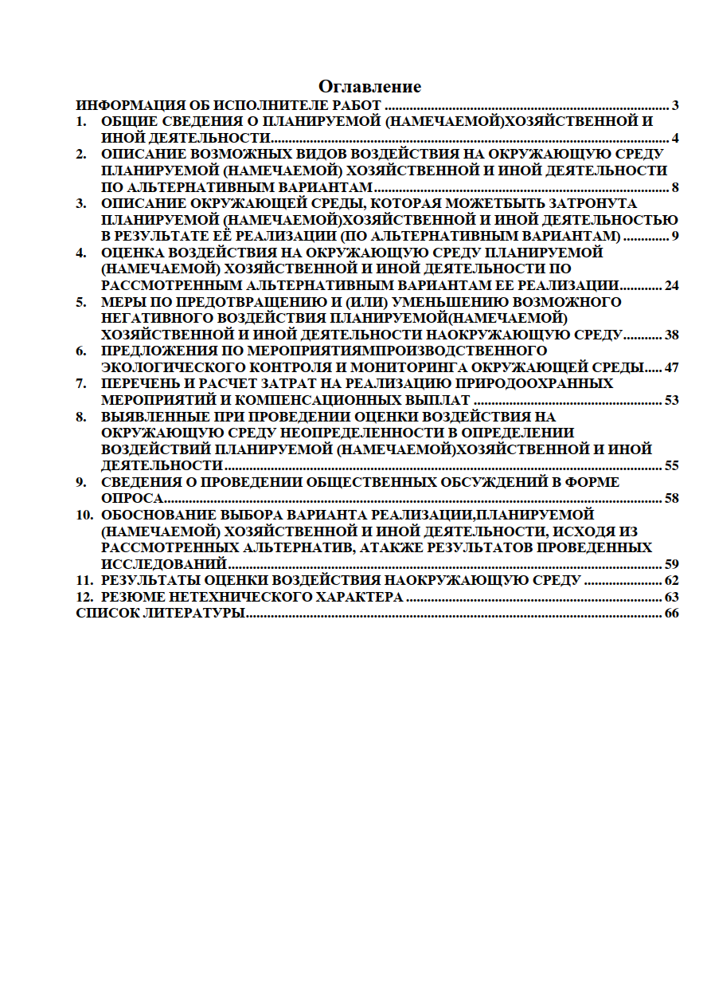 Оглавление
ИНФОРМАЦИЯ ОБ ИСПОЛНИТЕЛЕ РАБОТ ................................................................................ 3
1. ОБЩИЕ СВЕДЕНИЯ О ПЛАНИРУЕМОЙ (НАМЕЧАЕМОЙ)ХОЗЯЙСТВЕННОЙ И
ИНОЙ ДЕЯТЕЛЬНОСТИ................................................................................................................ 4
2. ОПИСАНИЕ ВОЗМОЖНЫХ ВИДОВ ВОЗДЕЙСТВИЯ НА ОКРУЖАЮЩУЮ СРЕДУ
ПЛАНИРУЕМОЙ (НАМЕЧАЕМОЙ) ХОЗЯЙСТВЕННОЙ И ИНОЙ ДЕЯТЕЛЬНОСТИ
ПО АЛЬТЕРНАТИВНЫМ ВАРИАНТАМ................................................................................... 8
3. ОПИСАНИЕ ОКРУЖАЮЩЕЙ СРЕДЫ, КОТОРАЯ МОЖЕТБЫТЬ ЗАТРОНУТА
ПЛАНИРУЕМОЙ (НАМЕЧАЕМОЙ)ХОЗЯЙСТВЕННОЙ И ИНОЙ ДЕЯТЕЛЬНОСТЬЮ
В РЕЗУЛЬТАТЕ ЕЁ РЕАЛИЗАЦИИ (ПО АЛЬТЕРНАТИВНЫМ ВАРИАНТАМ) ............. 9
4. ОЦЕНКА ВОЗДЕЙСТВИЯ НА ОКРУЖАЮЩУЮ СРЕДУ ПЛАНИРУЕМОЙ
(НАМЕЧАЕМОЙ) ХОЗЯЙСТВЕННОЙ И ИНОЙ ДЕЯТЕЛЬНОСТИ ПО
РАССМОТРЕННЫМ АЛЬТЕРНАТИВНЫМ ВАРИАНТАМ ЕЕ РЕАЛИЗАЦИИ............ 24
5. МЕРЫ ПО ПРЕДОТВРАЩЕНИЮ И (ИЛИ) УМЕНЬШЕНИЮ ВОЗМОЖНОГО
НЕГАТИВНОГО ВОЗДЕЙСТВИЯ ПЛАНИРУЕМОЙ(НАМЕЧАЕМОЙ)
ХОЗЯЙСТВЕННОЙ И ИНОЙ ДЕЯТЕЛЬНОСТИ НАОКРУЖАЮЩУЮ СРЕДУ........... 38
6. ПРЕДЛОЖЕНИЯ ПО МЕРОПРИЯТИЯМПРОИЗВОДСТВЕННОГО
ЭКОЛОГИЧЕСКОГО КОНТРОЛЯ И МОНИТОРИНГА ОКРУЖАЮЩЕЙ СРЕДЫ..... 47
7. ПЕРЕЧЕНЬ И РАСЧЕТ ЗАТРАТ НА РЕАЛИЗАЦИЮ ПРИРОДООХРАННЫХ
МЕРОПРИЯТИЙ И КОМПЕНСАЦИОННЫХ ВЫПЛАТ ..................................................... 53
8. ВЫЯВЛЕННЫЕ ПРИ ПРОВЕДЕНИИ ОЦЕНКИ ВОЗДЕЙСТВИЯ НА
ОКРУЖАЮЩУЮ СРЕДУ НЕОПРЕДЕЛЕННОСТИ В ОПРЕДЕЛЕНИИ
ВОЗДЕЙСТВИЙ ПЛАНИРУЕМОЙ (НАМЕЧАЕМОЙ)ХОЗЯЙСТВЕННОЙ И ИНОЙ
ДЕЯТЕЛЬНОСТИ........................................................................................................................... 55
9. СВЕДЕНИЯ О ПРОВЕДЕНИИ ОБЩЕСТВЕННЫХ ОБСУЖДЕНИЙ В ФОРМЕ
ОПРОСА............................................................................................................................................ 58
10. ОБОСНОВАНИЕ ВЫБОРА ВАРИАНТА РЕАЛИЗАЦИИ,ПЛАНИРУЕМОЙ
(НАМЕЧАЕМОЙ) ХОЗЯЙСТВЕННОЙ И ИНОЙ ДЕЯТЕЛЬНОСТИ, ИСХОДЯ ИЗ
РАССМОТРЕННЫХ АЛЬТЕРНАТИВ, АТАКЖЕ РЕЗУЛЬТАТОВ ПРОВЕДЕННЫХ
ИССЛЕДОВАНИЙ.......................................................................................................................... 59
11. РЕЗУЛЬТАТЫ ОЦЕНКИ ВОЗДЕЙСТВИЯ НАОКРУЖАЮЩУЮ СРЕДУ ...................... 62
12. РЕЗЮМЕ НЕТЕХНИЧЕСКОГО ХАРАКТЕРА ........................................................................ 63
СПИСОК ЛИТЕРАТУРЫ..................................................................................................................... 66